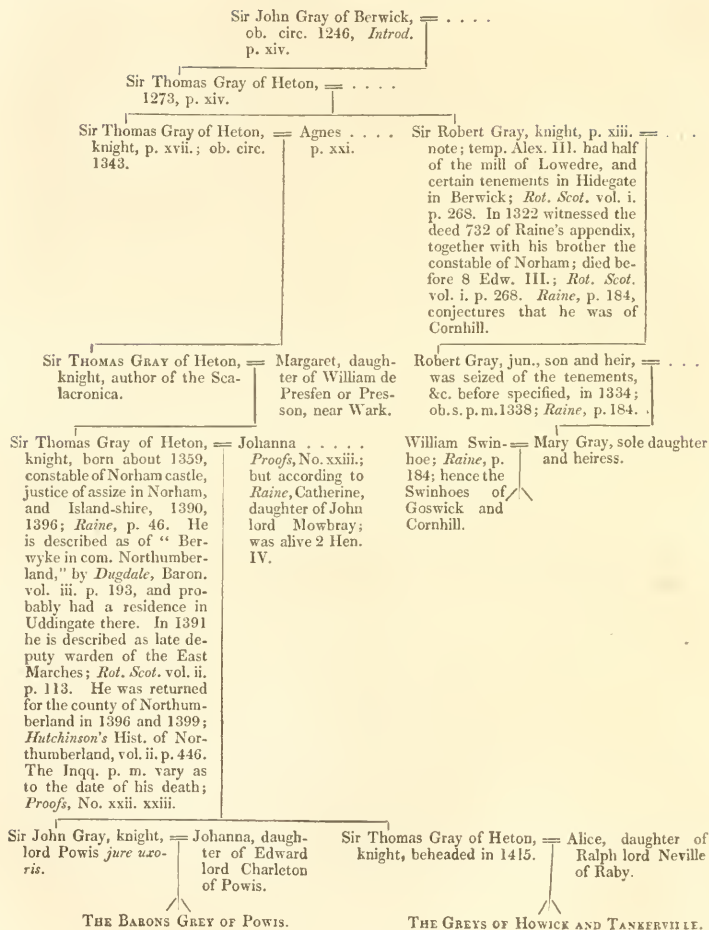 Sir John Gray of Berwick, = . . . .
ob. circ. 1246, Introd.
p. xiv.
Sir Thomas Gray of Heton, = . . . .
1273, p. xiv.
Sir Thomas Gray of Heton, =
knight, p. xvii.; ob. circ.
1343.
Agnes . . . .
p. xxi.
Sir Robert Gray, knight, p. xiii. = . .
note; temp. Alex. III. had half
of the mill of Lowedre, and
certain tenements in Hidegate
in Berwick; Rot. Scot. vol. i.
p. 268. In 1322 witnessed the
deed 732 of Raine's appendix,
together with his brother the
constable of Norham; died be-
fore 8 Edw. III.; Rot. Scot.
vol. i. p. 268. Raine, p. 184,
conjectures that he was of
Cornhill.
Sir THOMAS GRAY of Heton, =
knight, author of the Sca-
lacronica.
Margaret, daugh-
ter of William de
Presfen or Pres-
son, near Wark.
Robert Gray, jun., son and heir, = . . .
was seized of the tenements,
&c. before specified, in 1334;
ob. s. p. m. 1338; Raine, p. 184.
Sir Thomas Gray of Heton, =
knight, born about 1359,
constable of Norham castle,
justice of assize in Norham,
and Island-shire, 1390,
1396; Raine, p. 46. He
is described as of " Ber-
wyke in com. Northumber-
land," by Dugdale, Baron.
vol. iii. p. 193, and pro-
bably had a residence in
Uddingate there. In 1391
he is described as late de-
puty warden of the East
Marches; Rot. Scot. vol. ii.
p. 113. He was returned
for the county of Northum-
berland in 1396 and 1399;
Hutchinson's Hist. of Nor-
thumberland, vol. ii. p. 446.
The Inqq. p. m. vary as
to the date of his death;
Proofs, No. xxii. xxiii.
Johanna . . . . .
Proofs, No. xxiii.;
but according to
Raine, Catherine,
daughter of John
lord Mowbray;
was alive 2 Hen.
IV.
William Swin- =
hoe; Raine, p.
184; hence the
Swinhoes of
Goswick and
Cornhill.
Mary Gray, sole daughter
and heiress.
Sir John Gray, knight, =
lord Powis jure uxo-
ris.
Johanna, daugh-
ter of Edward
lord Charleton
of Powis.
Sir Thomas Gray of Heton, =
knight, beheaded in 1415.
Alice, daughter of
Ralph lord Neville
of Raby.
THE BARONS GREY OF POWIS.
THE GREYS OF HOWICK AND TANKERVILLE.